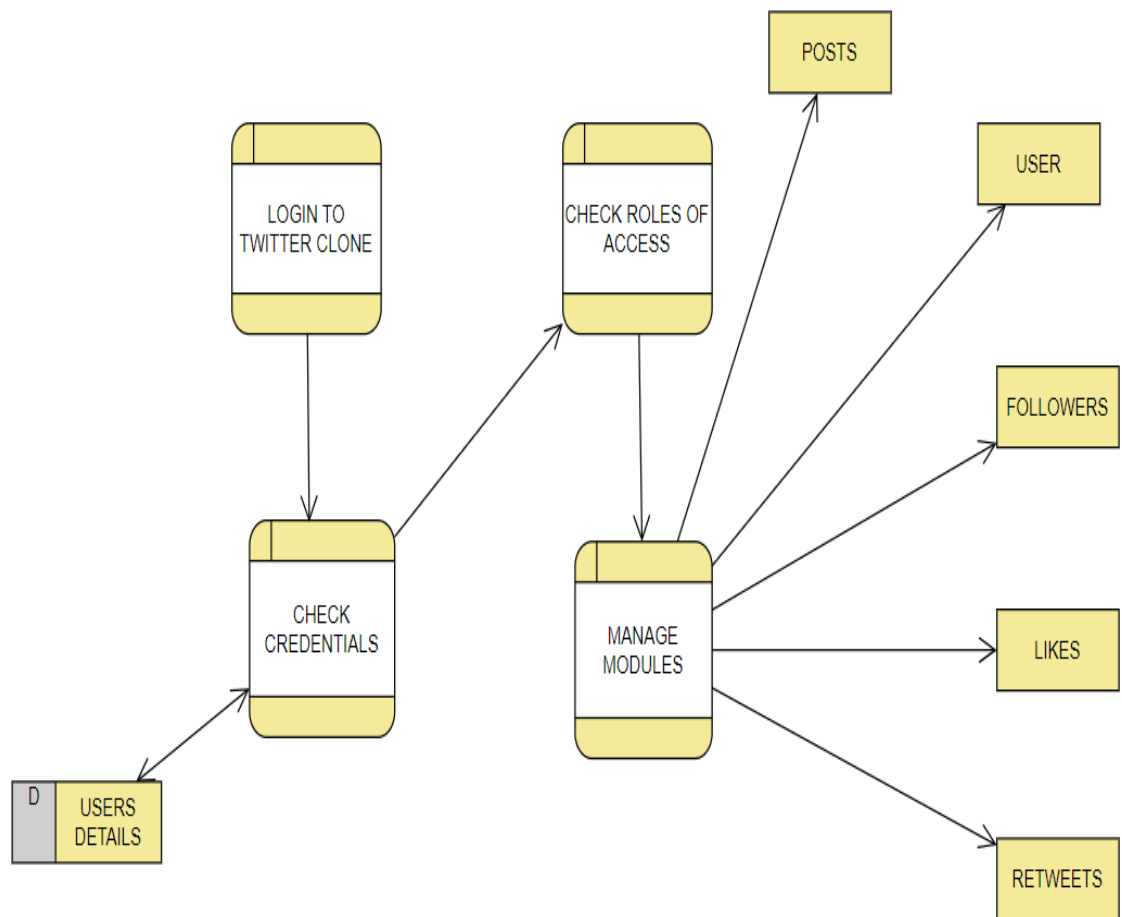 POSTS
USER
LOGIN TO
TWITTER CLONE
CHECK ROLES OF
ACCESS
FOLLOWERS
CHECK
CREDENTIALS
MANAGE
MODULES
LIKES
D
USERS
DETAILS
RETWEETS